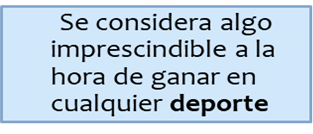 Se considera algo
imprescindible a la
hora de ganar en
cualquier deporte